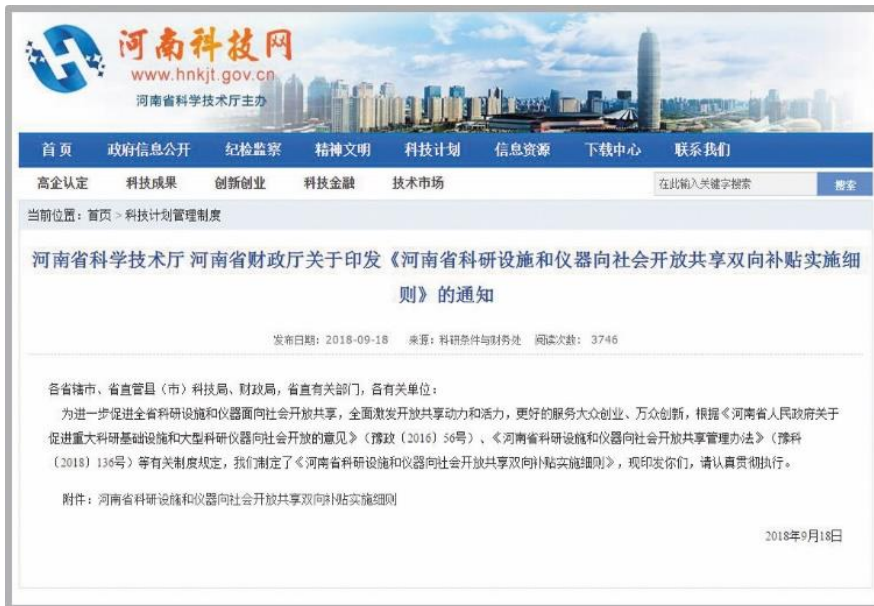 河南科技网
www.hnkjt.gov.cn
河南省科学技术厅主办
首页 政府信息公开 纪检监察 精神文明 科技计划 信息资源 下载中心 联系我们
高企认定 科技成果 创新创业 科技金融 技术市场 在此输入关键字搜索 搜索
当前位置：首页 > 科技计划管理制度
河南省科学技术厅 河南省财政厅关于印发《河南省科研设施和仪器向社会开放共享双向补贴实施细
则》的通知
发布日期：2018-09-18 来源：科研条件与财务处 阅读次数：3746
各省辖市、省直管县（市）科技局、财政局，省直有关部门，各有关单位：
为进一步促进全省科研设施和仪器面向社会开放共享，全面激发开放共享动力和活力，更好的服务大众创业、万众创新，根据《河南省人民政府关于
促进重大科研基础设施和大型科研仪器向社会开放的意见》（豫政〔2016〕56号）、《河南省科研设施和仪器向社会开放共享管理办法》（豫科
〔2018〕136号）等有关制度规定，我们制定了《河南省科研设施和仪器向社会开放共享双向补贴实施细则》，现印发你们，请认真贯彻执行。
附件：河南省科研设施和仪器向社会开放共享双向补贴实施细则
2018年9月18日